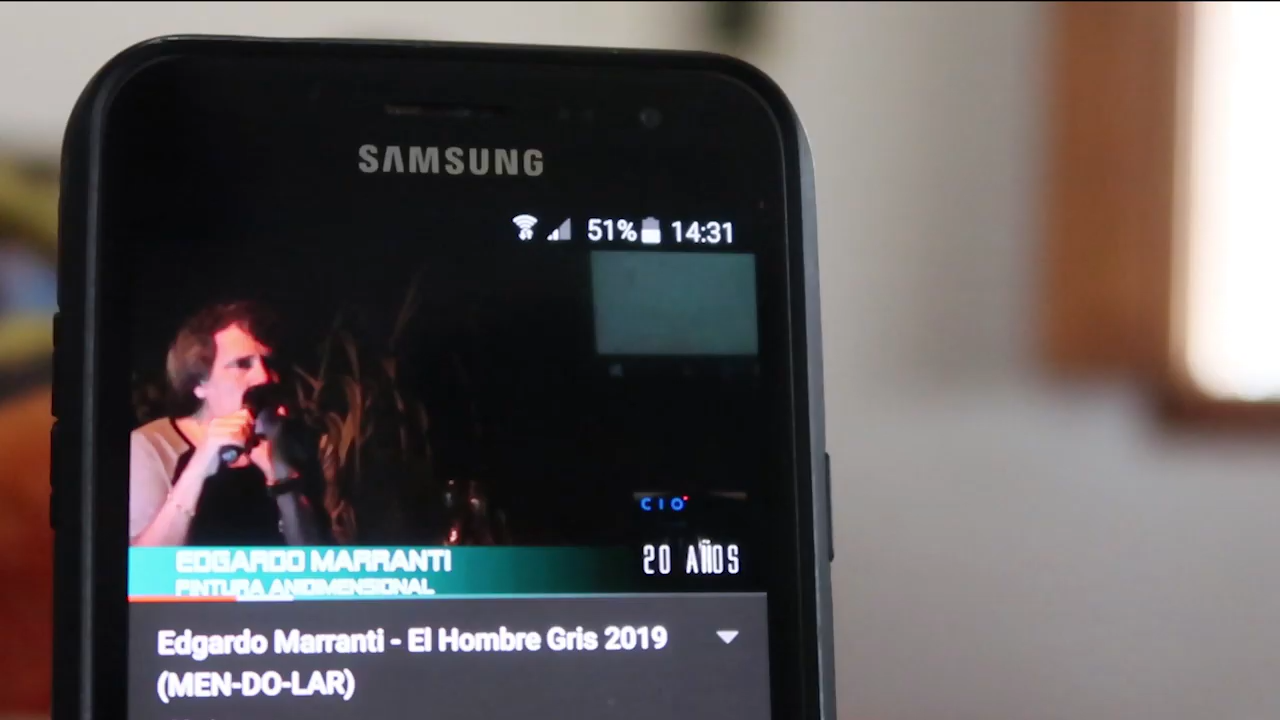 SAMSUNG
51% 14:31
CIO
20 AÑOS
EDGARDO MARRANTI
PINTURA ANIDIMENSIONAL
Edgardo Marranti - El Hombre Gris 2019
(MEN-DO-LAR)